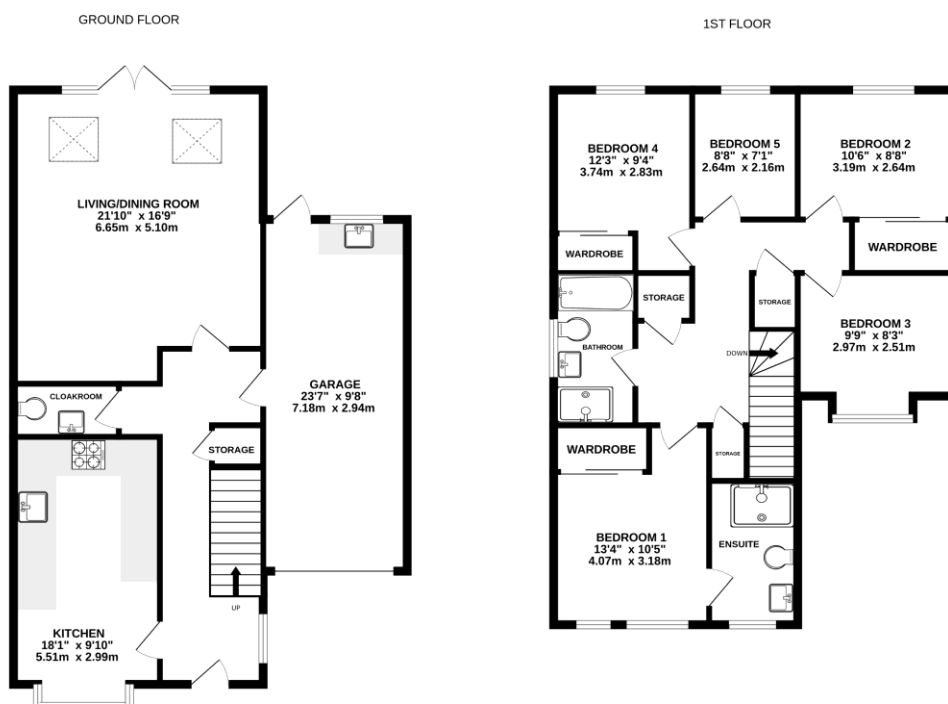 GROUND FLOOR
LIVING/DINING ROOM
21'10" x 16'9"
6.65m x 5.10m
GARAGE
23'7" x 9'8"
7.18m x 2.94m
CLOAKROOM
STORAGE
UP
KITCHEN
18'1" x 9'10"
5.51m x 2.99m
1ST FLOOR
BEDROOM 4
12'3" x 9'4"
3.74m x 2.83m
BEDROOM 5
8'8" x 7'1"
2.64m x 2.16m
BEDROOM 2
10'6" x 8'8"
3.19m x 2.64m
WARDROBE
WARDROBE
STORAGE
STORAGE
BEDROOM 3
9'9" x 8'3"
2.97m x 2.51m
BATHROOM
DOWN
WARDROBE
STORAGE
BEDROOM 1
13'4" x 10'5"
4.07m x 3.18m
ENSUITE